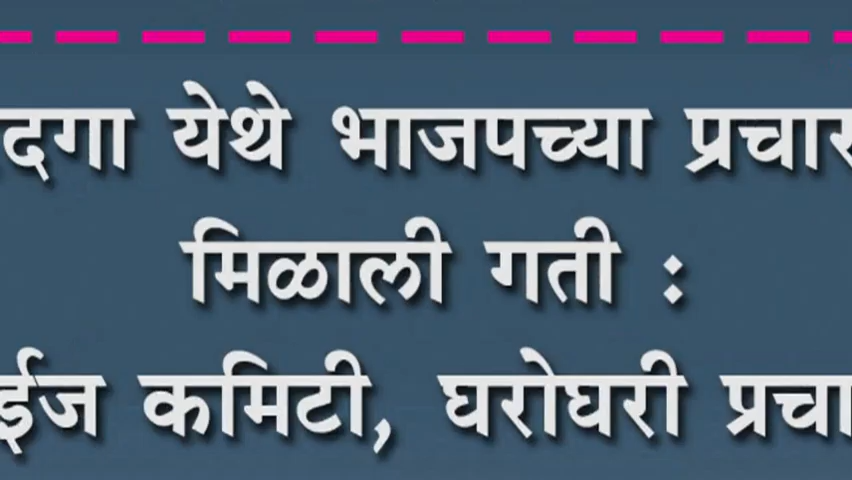 दगा येथे भाजपच्या प्रचार
मिळाली गती :
ईज कमिटी, घरोघरी प्रचा